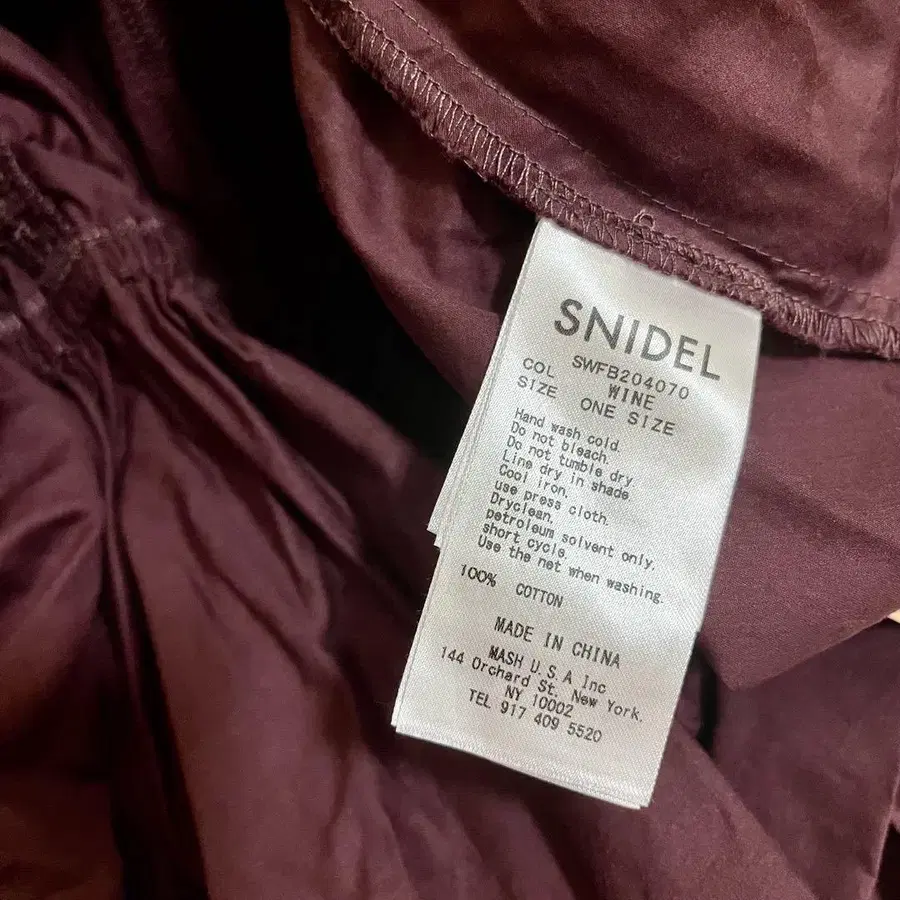 SNIDEL
SWFB204070
COL WINE
SIZE ONE SIZE
Hand wash cold.
Do not bleach.
Do not tumble dry.
Line dry in shade.
Cool iron.
use press cloth.
Dryclean.
petroleum solvent only.
short cycle.
Use the net when washing.
100% COTTON
MADE IN CHINA
MASH U.S.A Inc
144 Orchard St. New York.
NY 10002
TEL 917 409 5520